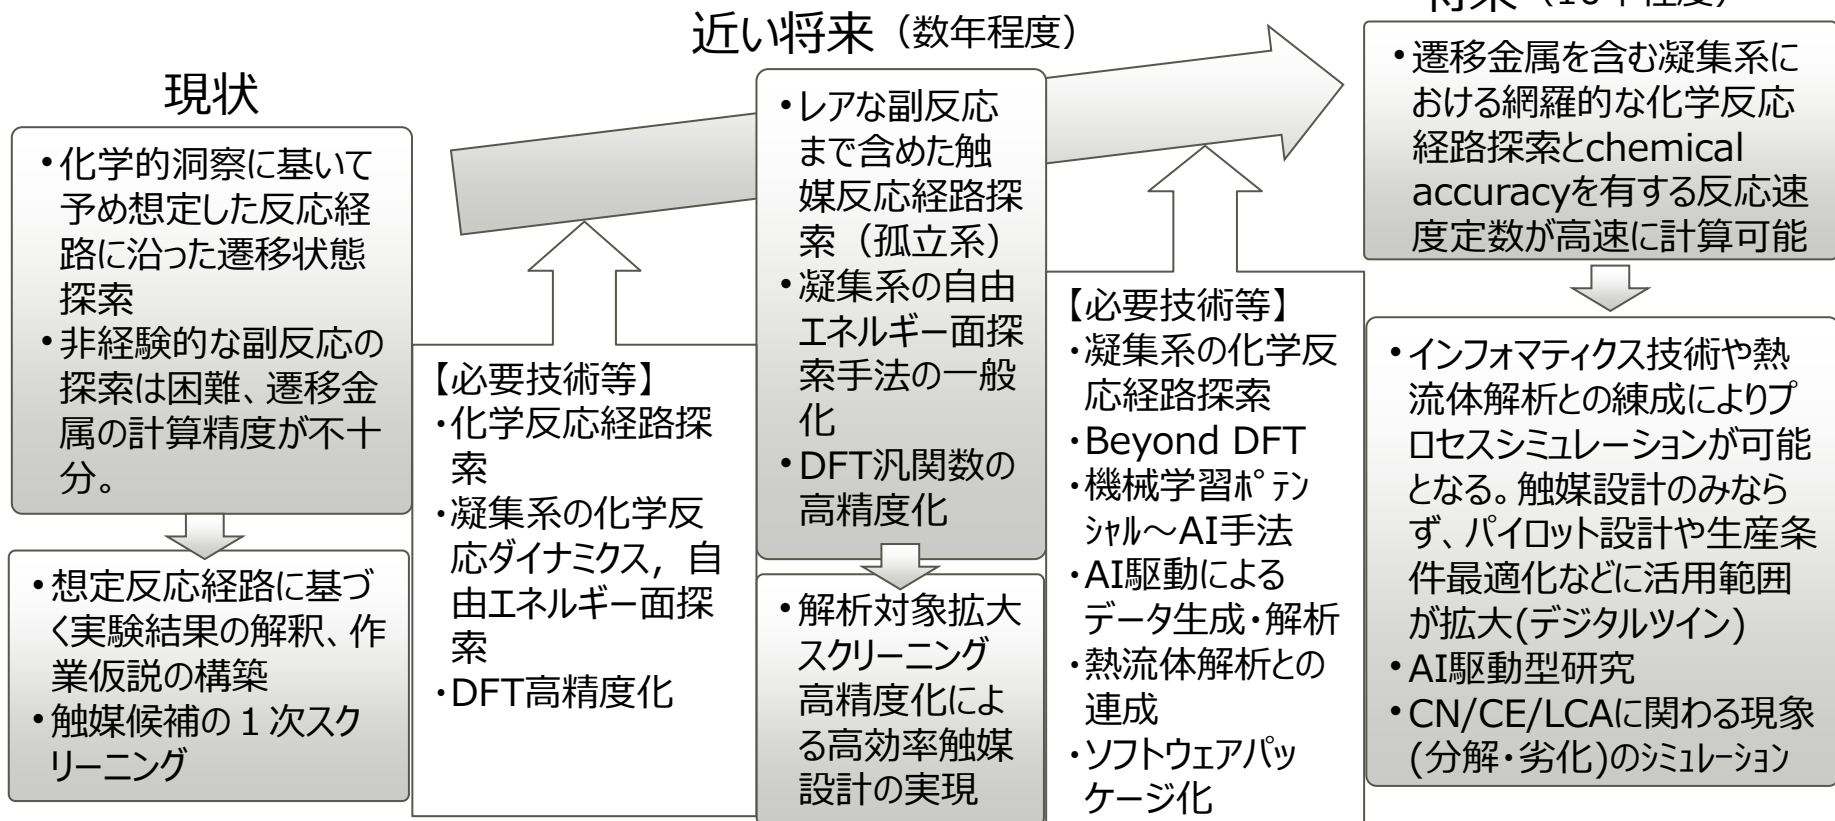 現状
・化学的洞察に基いて
予め想定した反応経
路に沿った遷移状態
探索
・非経験的な副反応の
探索は困難、遷移金
属の計算精度が不十
分。
・想定反応経路に基づ
く実験結果の解釈、作
業仮説の構築
・触媒候補の１次スク
リーニング
【必要技術等】
・化学反応経路探
索
・凝集系の化学反
応ダイナミクス，自
由エネルギー面探
索
・DFT高精度化
近い将来（数年程度）
・レアな副反応
まで含めた触
媒反応経路探
索（孤立系）
・凝集系の自由
エネルギー面探
索手法の一般
化
・DFT汎関数の
高精度化
・解析対象拡大
スクリーニング
高精度化によ
る高効率触媒
設計の実現
【必要技術等】
・凝集系の化学反
応経路探索
・Beyond DFT
・機械学習ﾎﾟﾃﾝ
ｼｬﾙ～AI手法
・AI駆動による
データ生成・解析
・熱流体解析との
連成
・ソフトウェアパッ
ケージ化
将来（10年程度）
・遷移金属を含む凝集系に
おける網羅的な化学反応
経路探索とchemical
accuracyを有する反応速
度定数が高速に計算可能
・インフォマティクス技術や熱
流体解析との練成によりプ
ロセスシミュレーションが可能
となる。触媒設計のみなら
ず、パイロット設計や生産条
件最適化などに活用範囲
が拡大(デジタルツイン)
・AI駆動型研究
・CN/CE/LCAに関わる現象
(分解・劣化)のｼﾐｭﾚｰｼｮﾝ